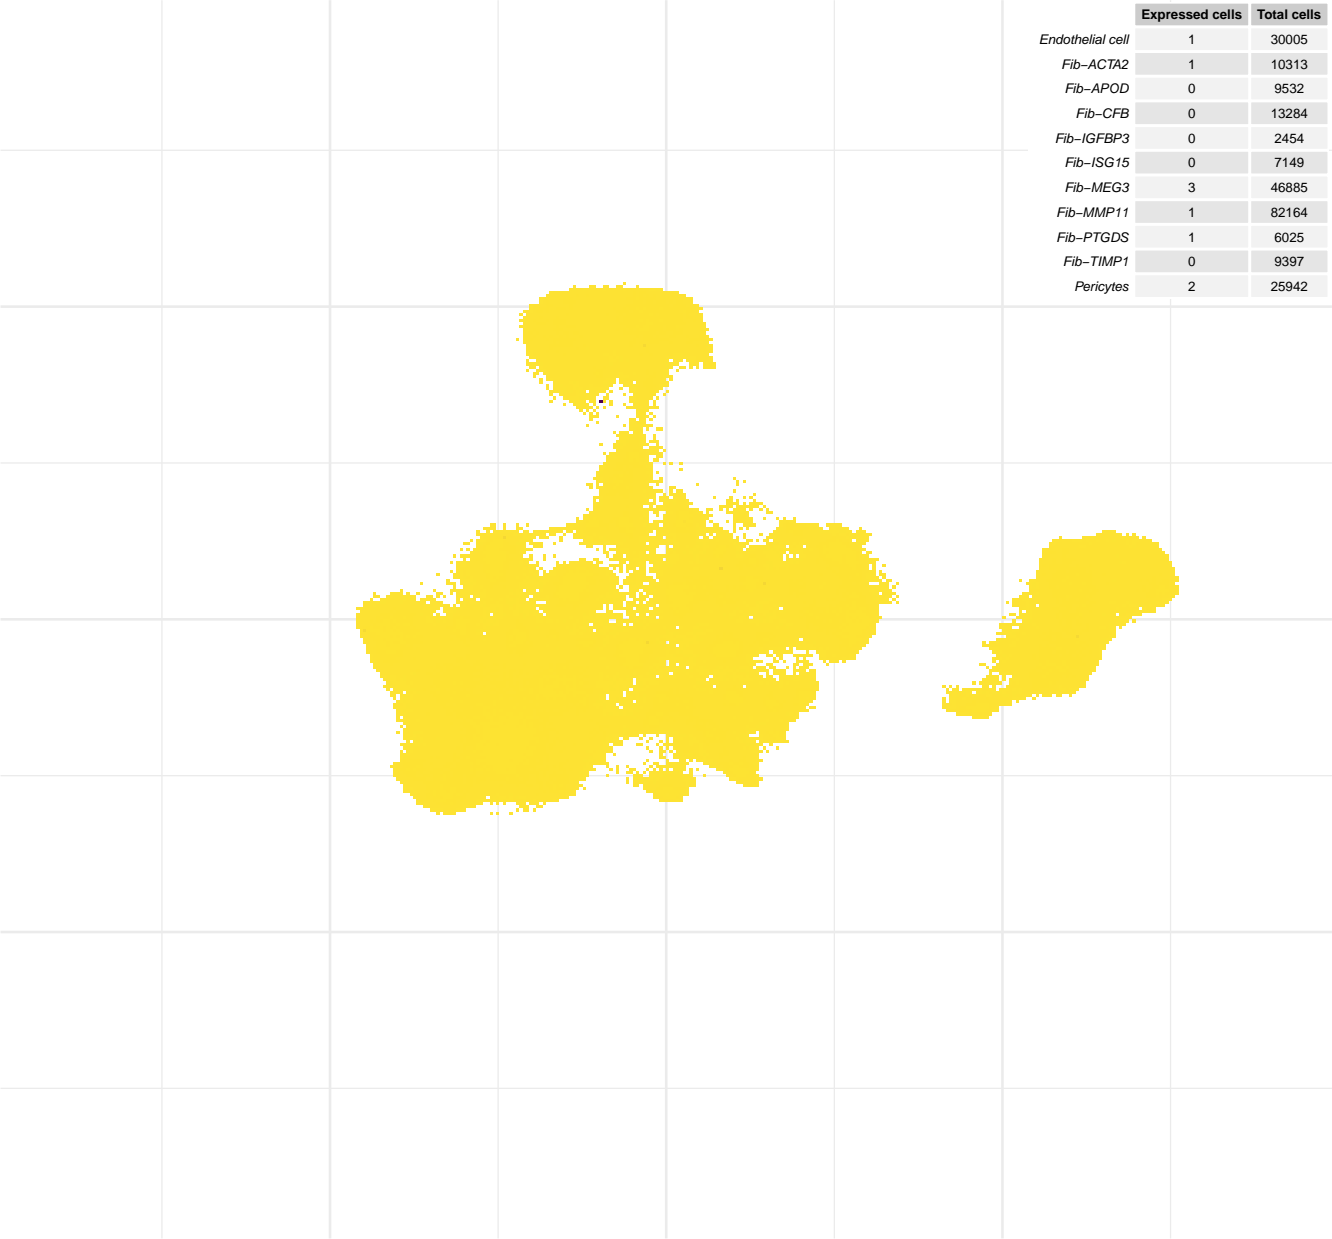 Expressed cells Total cells
Endothelial cell 1 30005
Fib−ACTA2 1 10313
Fib−APOD 0 9532
Fib−CFB 0 13284
Fib−IGFBP3 0 2454
Fib−ISG15 0 7149
Fib−MEG3 3 46885
Fib−MMP11 1 82164
Fib−PTGDS 1 6025
Fib−TIMP1 0 9397
Pericytes 2 25942